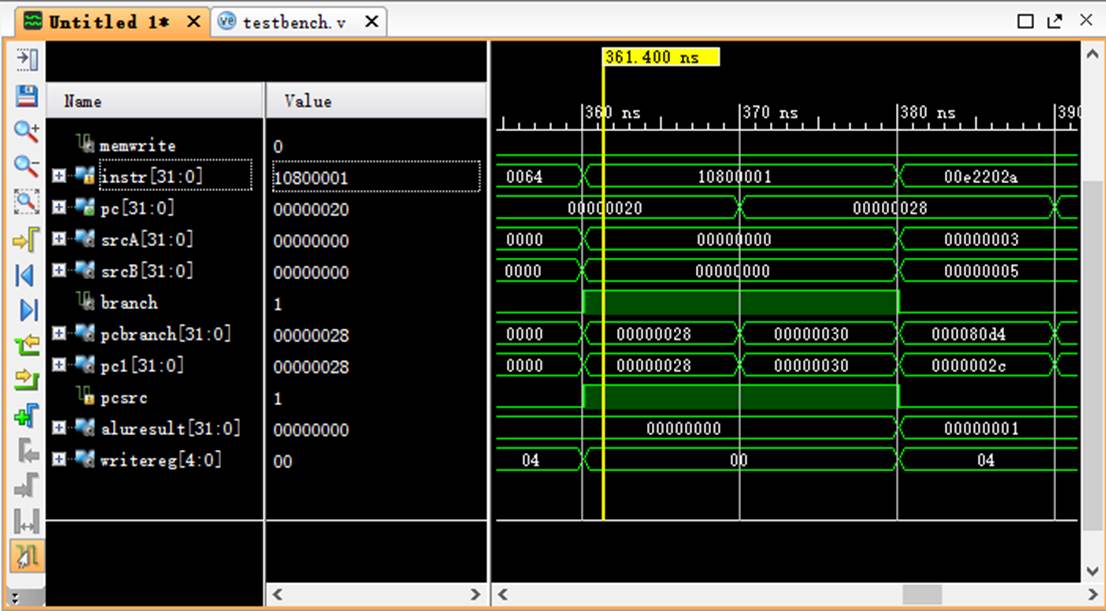 Untitled 1* testbench.v
361.400 ns
Name Value 360 ns 370 ns 380 ns 390
memwrite 0
instr[31:0] 10800001 0064 10800001 00e2202a
pc[31:0] 00000020 00000020 00000028
srcA[31:0] 00000000 0000 00000000 00000003
srcB[31:0] 00000000 0000 00000000 00000005
branch 1
pcbranch[31:0] 00000028 0000 00000028 00000030 000080d4
pc1[31:0] 00000028 0000 00000028 00000030 0000002c
pcsrc 1
aluresult[31:0] 00000000 00000000 00000001
writereg[4:0] 00 04 00 04